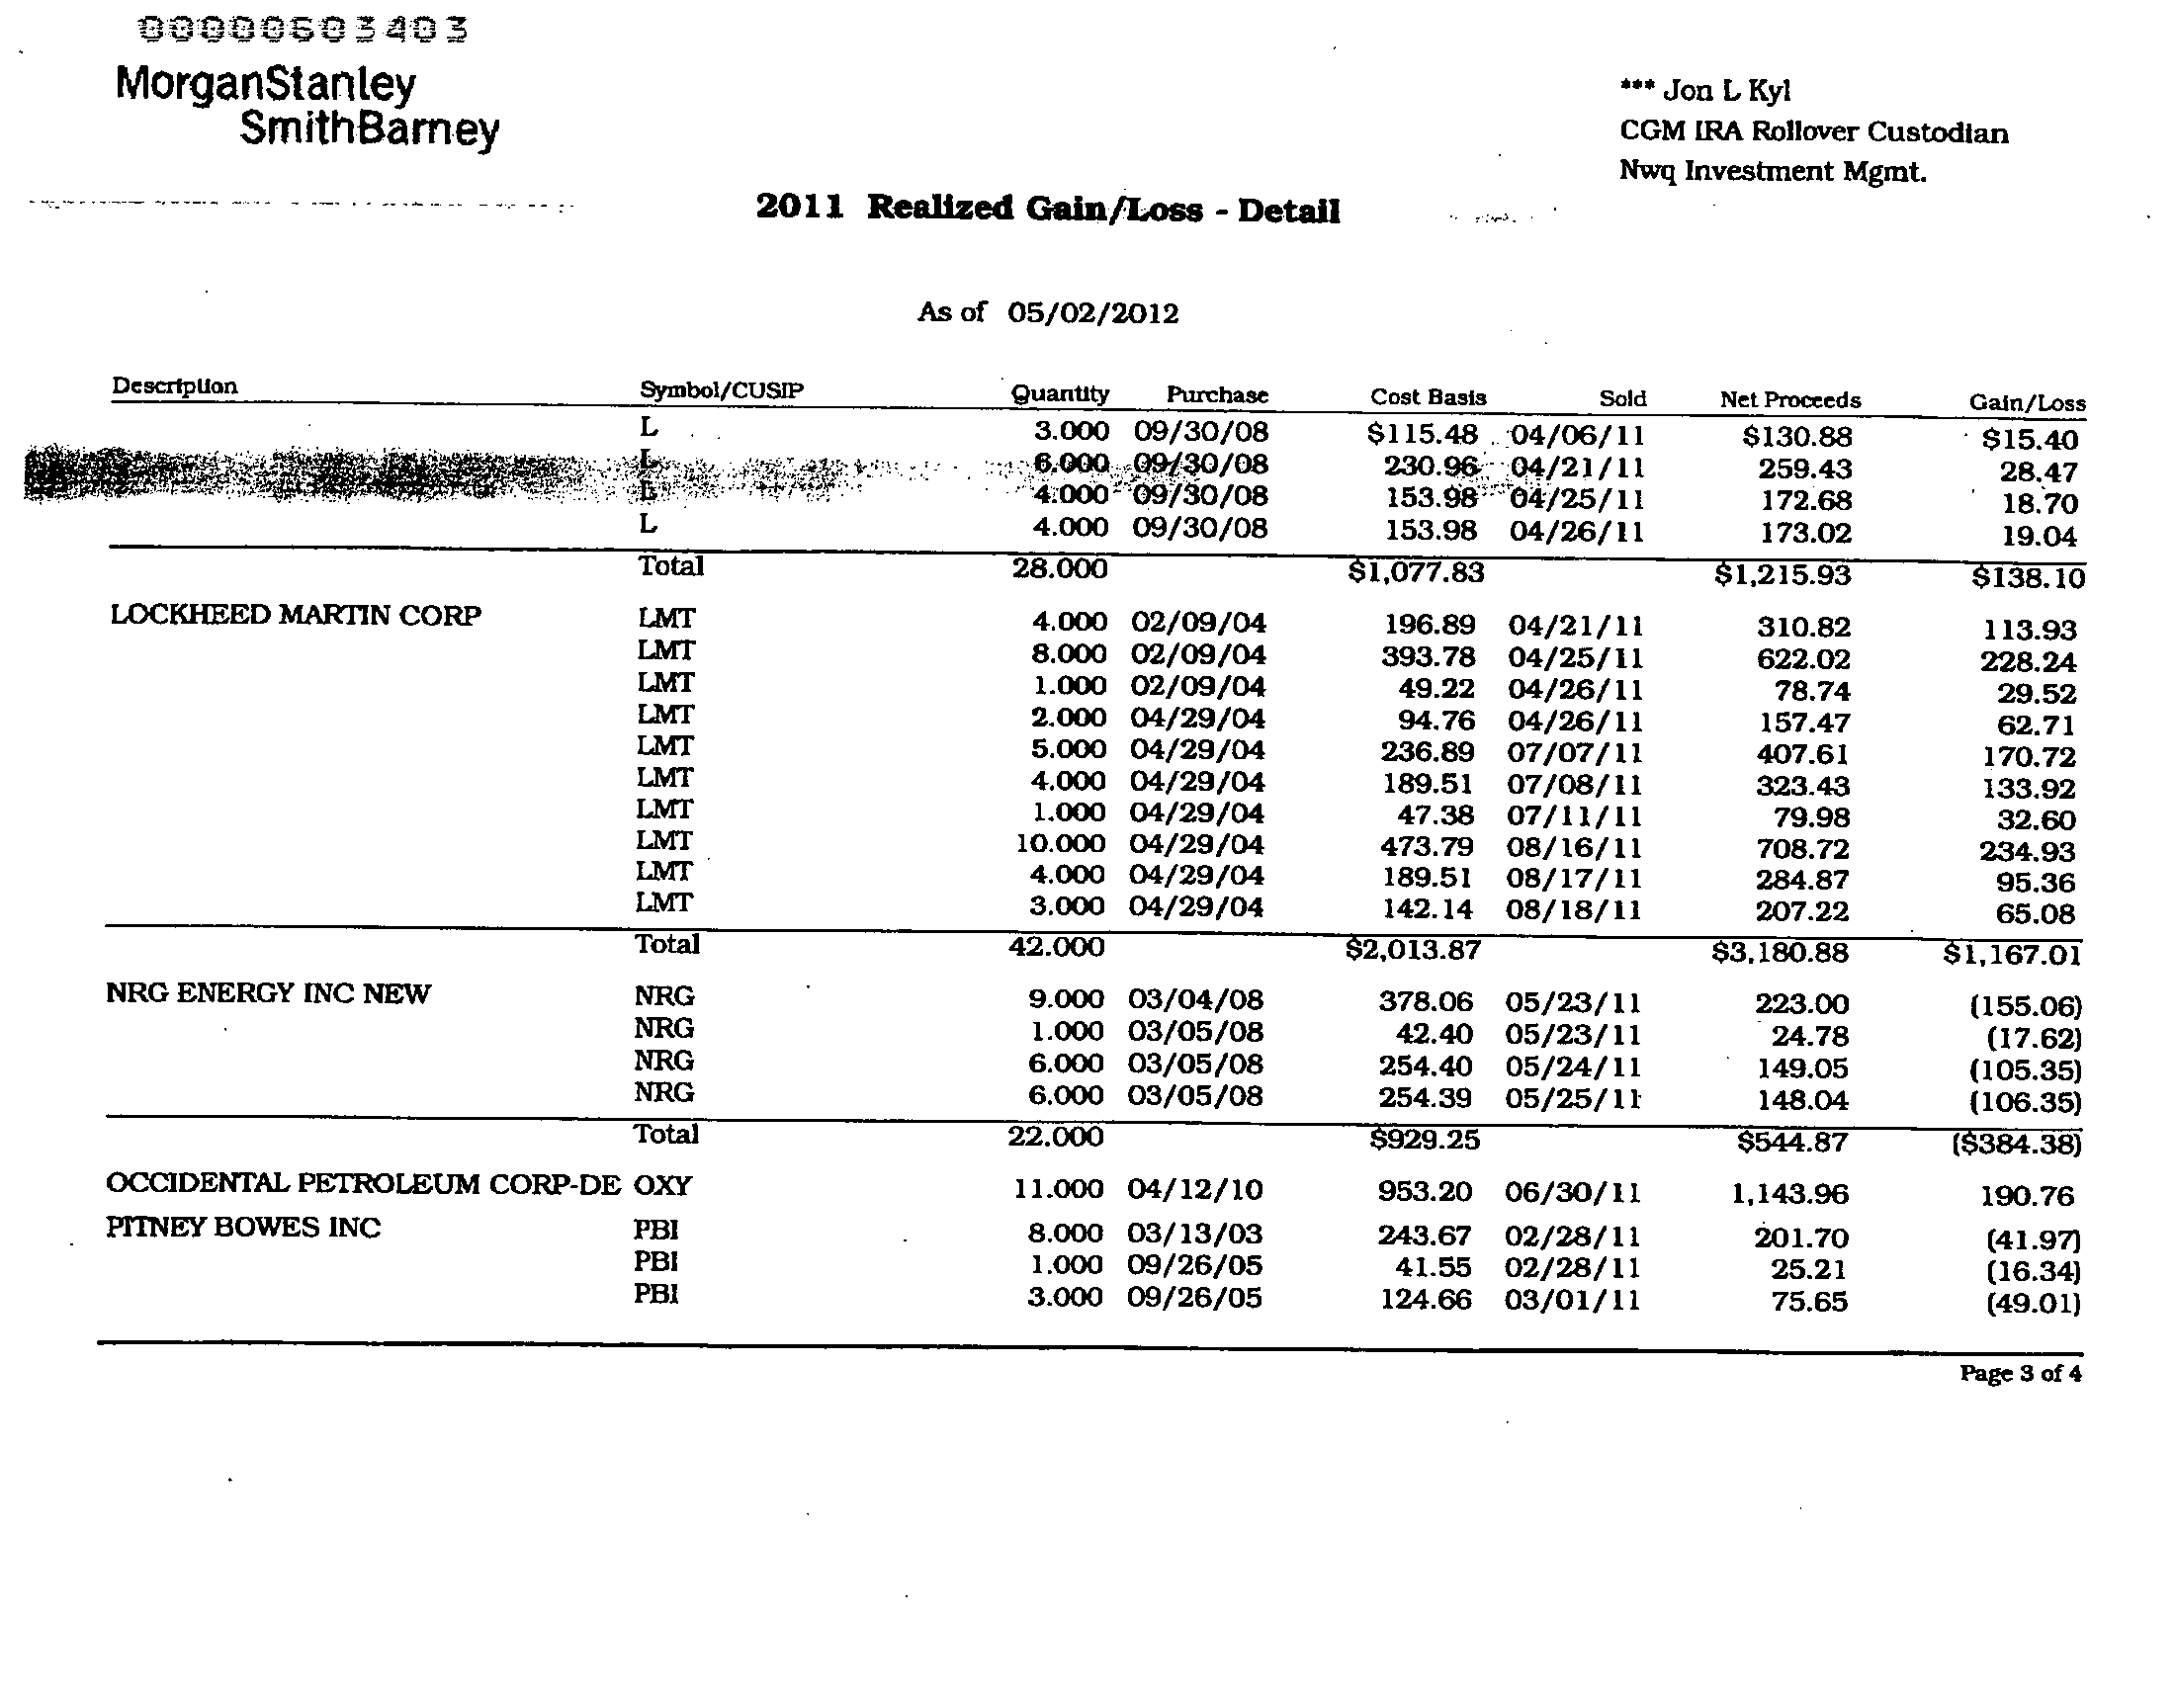 00000603403
MorganStanley
SmithBarney
*** Jon L Kyl
CGM IRA Rollover Custodian
Nwq Investment Mgmt.
2011 Realized Gain/Loss - Detail
As of 05/02/2012
Description Symbol/CUSIP Quantity Purchase Cost Basis Sold Net Proceeds Gain/Loss
L 3.000 09/30/08 $115.48 04/06/11 $130.88 $15.40
L 6.000 09/30/08 230.96 04/21/11 259.43 28.47
L 4.000 09/30/08 153.98 04/25/11 172.68 18.70
L 4.000 09/30/08 153.98 04/26/11 173.02 19.04
Total 28.000 $1,077.83 $1,215.93 $138.10
LOCKHEED MARTIN CORP LMT 4.000 02/09/04 196.89 04/21/11 310.82 113.93
LMT 8.000 02/09/04 393.78 04/25/11 622.02 228.24
LMT 1.000 02/09/04 49.22 04/26/11 78.74 29.52
LMT 2.000 04/29/04 94.76 04/26/11 157.47 62.71
LMT 5.000 04/29/04 236.89 07/07/11 407.61 170.72
LMT 4.000 04/29/04 189.51 07/08/11 323.43 133.92
LMT 1.000 04/29/04 47.38 07/11/11 79.98 32.60
LMT 10.000 04/29/04 473.79 08/16/11 708.72 234.93
LMT 4.000 04/29/04 189.51 08/17/11 284.87 95.36
LMT 3.000 04/29/04 142.14 08/18/11 207.22 65.08
Total 42.000 $2,013.87 $3,180.88 $1,167.01
NRG ENERGY INC NEW NRG 9.000 03/04/08 378.06 05/23/11 223.00 (155.06)
NRG 1.000 03/05/08 42.40 05/23/11 24.78 (17.62)
NRG 6.000 03/05/08 254.40 05/24/11 149.05 (105.35)
NRG 6.000 03/05/08 254.39 05/25/11 148.04 (106.35)
Total 22.000 $929.25 $544.87 ($384.38)
OCCIDENTAL PETROLEUM CORP-DE OXY 11.000 04/12/10 953.20 06/30/11 1,143.96 190.76
PITNEY BOWES INC PBI 8.000 03/13/03 243.67 02/28/11 201.70 (41.97)
PBI 1.000 09/26/05 41.55 02/28/11 25.21 (16.34)
PBI 3.000 09/26/05 124.66 03/01/11 75.65 (49.01)
Page 3 of 4